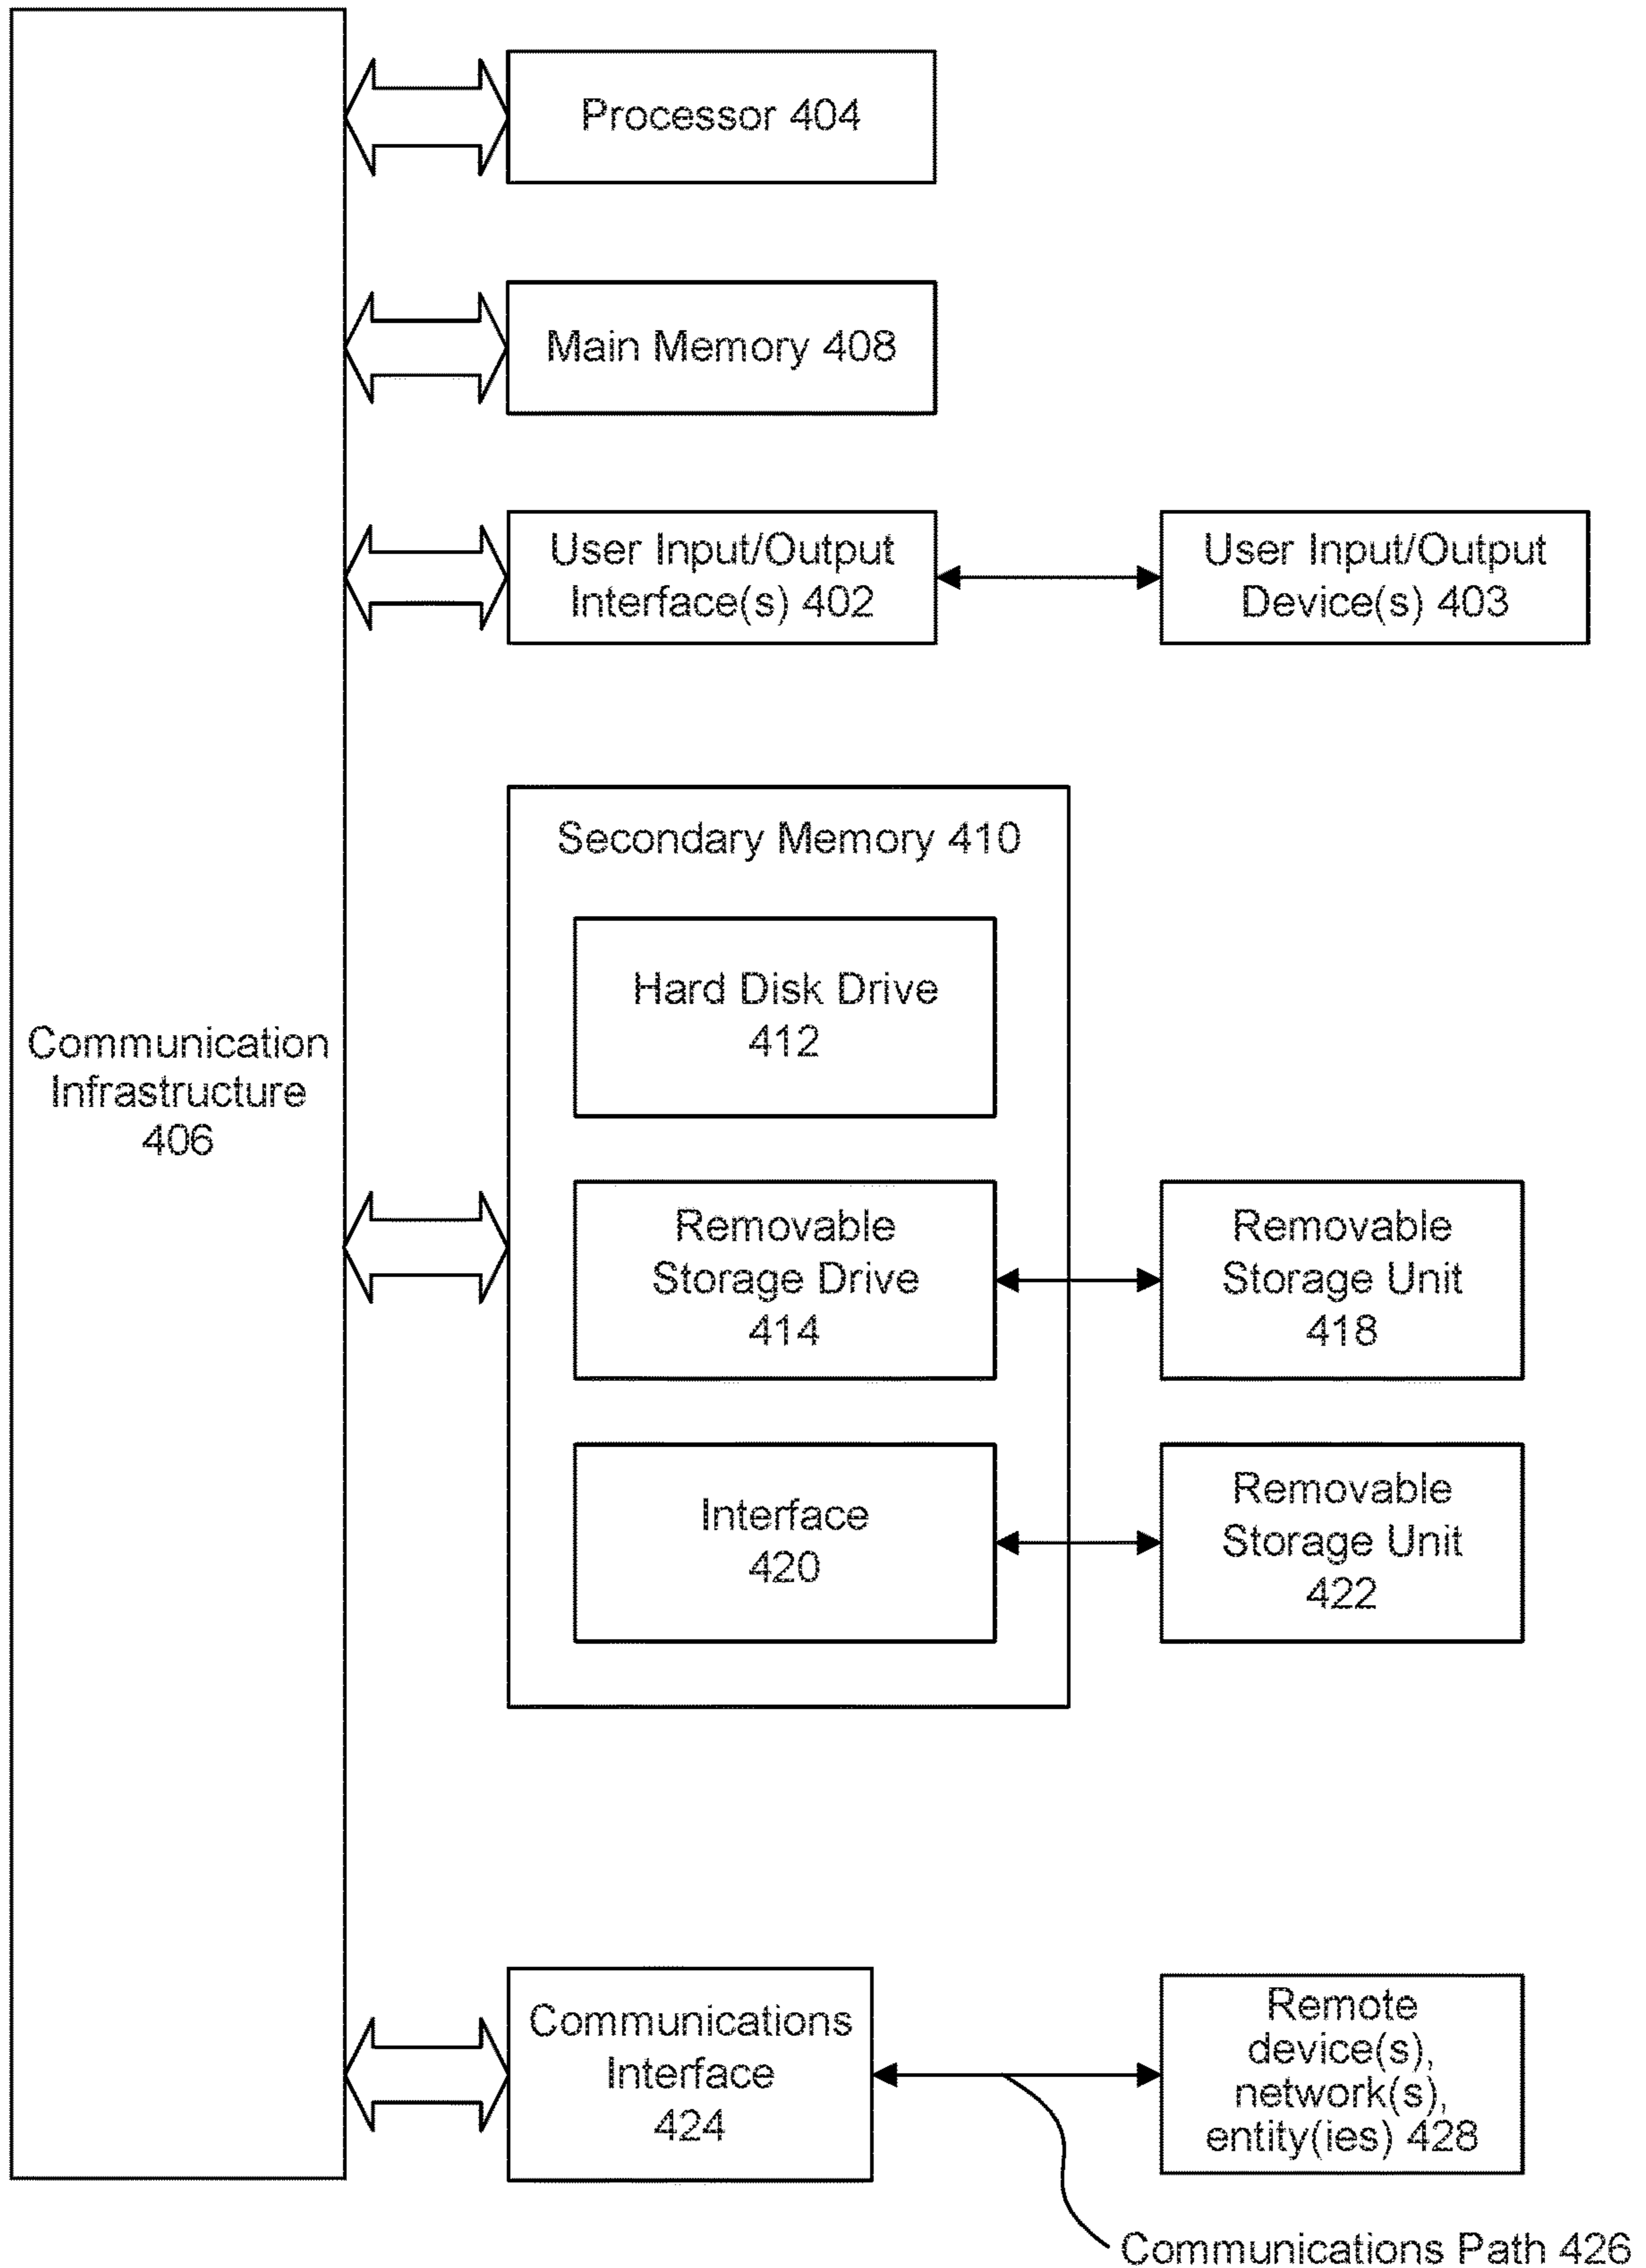 Processor 404
Main Memory 408
User Input/Output
Interface(s) 402
User Input/Output
Device(s) 403
Secondary Memory 410
Hard Disk Drive
412
Communication
Infrastructure
406
Removable
Storage Drive
414
Removable
Storage Unit
418
Interface
420
Removable
Storage Unit
422
Communications
Interface
424
Remote
device(s),
network(s),
entity(ies) 428
Communications Path 426